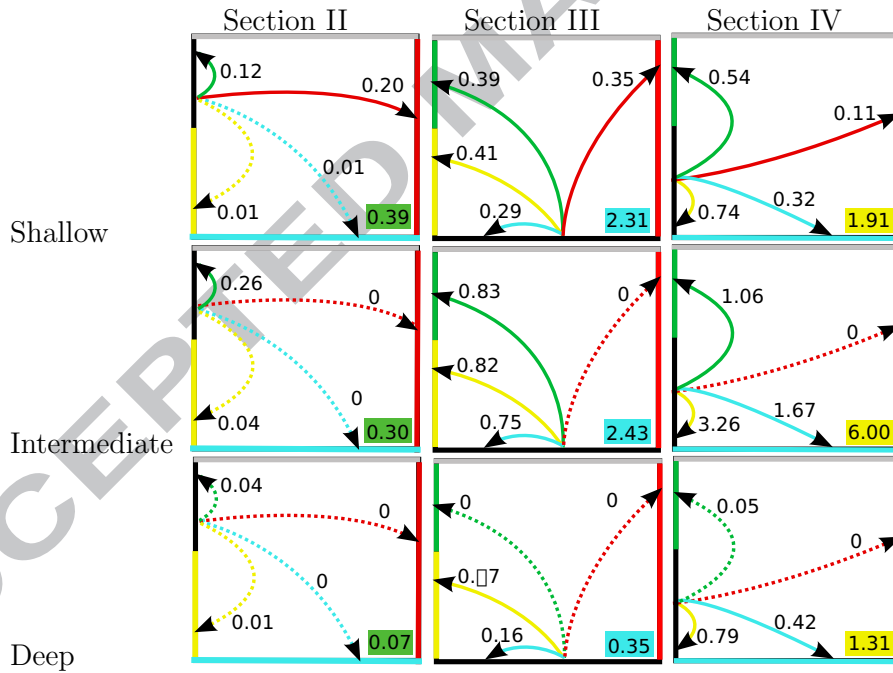 Section II Section III Section IV
0.12 0.20 0.39 0.35 0.54 0.11
0.01 0.41 0.32
0.01 0.39 0.29 2.31 0.74 1.91
Shallow
0.26 0 0.83 0 1.06 0
0 0.82 1.67
0.04 0.30 0.75 2.43 3.26 6.00
Intermediate
0.04 0 0 0 0.05 0
0 0.▯7 0.42
0.01 0.07 0.16 0.35 0.79 1.31
Deep
CEPTED MA